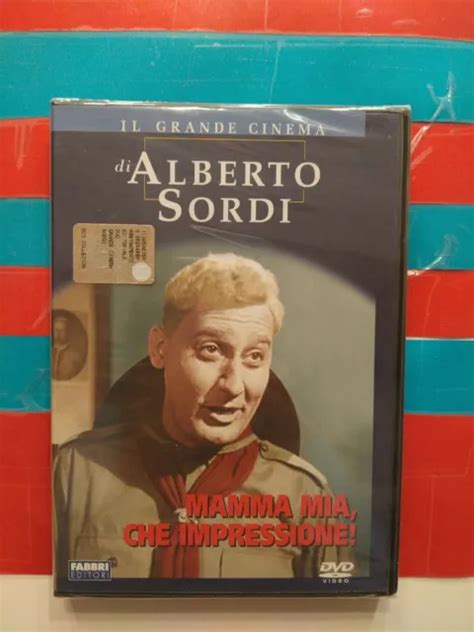 IL GRANDE CINEMA
di ALBERTO
SORDI
MAMMA MIA,
CHE IMPRESSIONE!
FABBRI
EDITORI
DVD
VIDEO